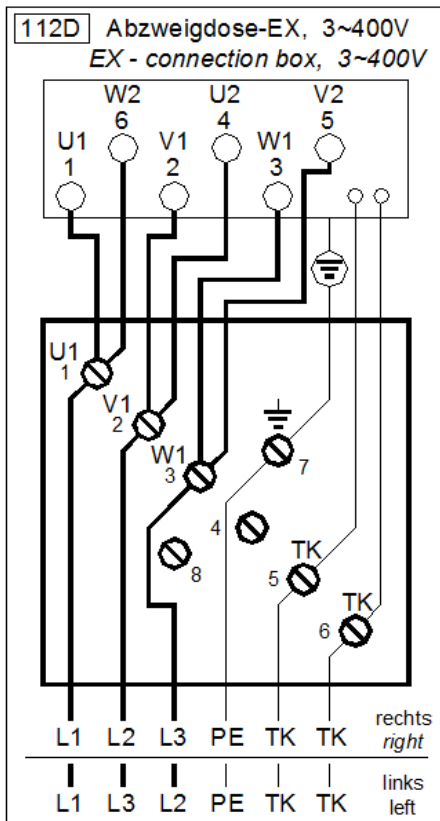 112D Abzweigdose-EX, 3~400V
EX - connection box, 3~400V
W2 U2 V2
6 4 5
U1 V1 W1
1 2 3
U1
1
V1
2
W1
3
7
4
8
TK
5
TK
6
L1 L2 L3 PE TK TK
rechts
right
L1 L3 L2 PE TK TK
links
left